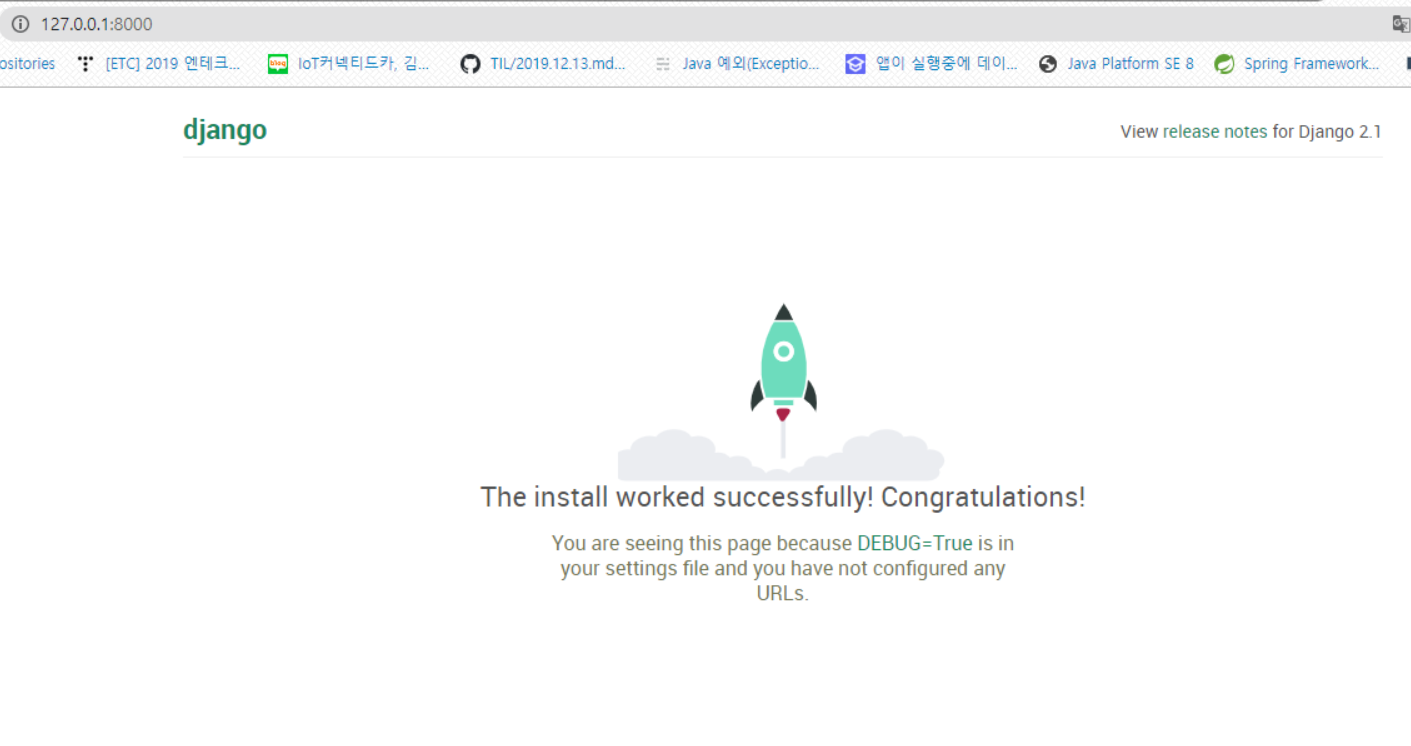 127.0.0.1:8000
ositories [ETC] 2019 엔테크... blog IoT커넥티드카, 김... TIL/2019.12.13.md... Java 예외(Exceptio... 앱이 실행중에 데이... Java Platform SE 8 Spring Framework...
django
View release notes for Django 2.1
The install worked successfully! Congratulations!
You are seeing this page because DEBUG=True is in
your settings file and you have not configured any
URLs.